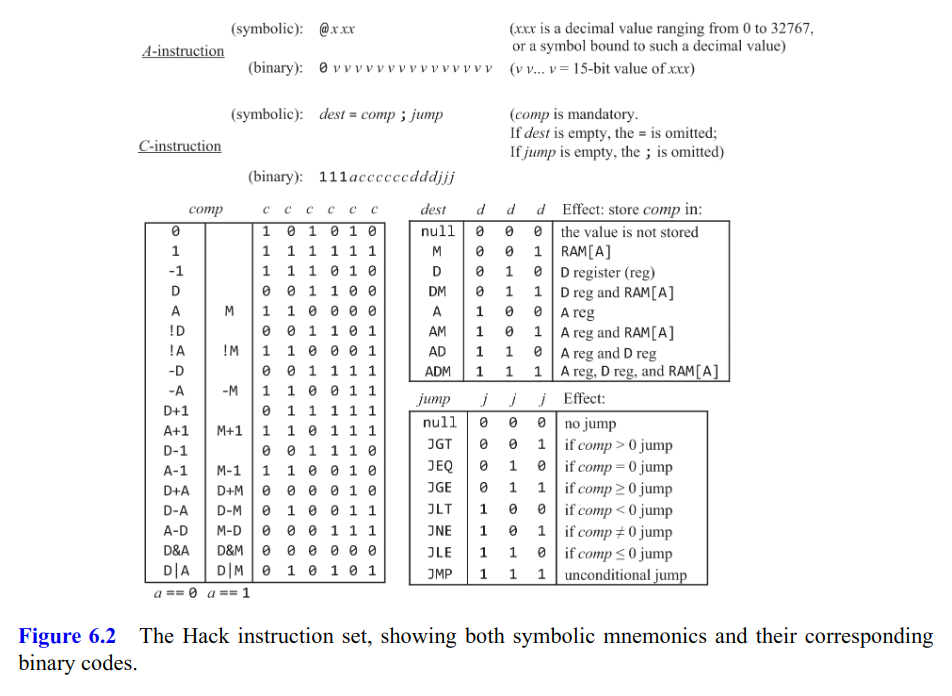 (symbolic): @xxx (xxx is a decimal value ranging from 0 to 32767,
A-instruction or a symbol bound to such a decimal value)
(binary): 0 v v v v v v v v v v v v v v v (v v... v = 15-bit value of xxx)
(symbolic): dest = comp ; jump (comp is mandatory.
If dest is empty, the = is omitted;
C-instruction If jump is empty, the ; is omitted)
(binary): 111accccccdddjjj
comp c c c c c c
0 1 0 1 0 1 0
1 1 1 1 1 1 1
-1 1 1 1 0 1 0
D 0 0 1 1 0 0
A M 1 1 0 0 0 0
!D 0 0 1 1 0 1
!A !M 1 1 0 0 0 1
-D 0 0 1 1 1 1
-A -M 1 1 0 0 1 1
D+1 0 1 1 1 1 1
A+1 M+1 1 1 0 1 1 1
D-1 0 0 1 1 1 0
A-1 M-1 1 1 0 0 1 0
D+A D+M 0 0 0 0 1 0
D-A D-M 0 1 0 0 1 1
A-D M-D 0 0 0 1 1 1
D&A D&M 0 0 0 0 0 0
D|A D|M 0 1 0 1 0 1
a == 0 a == 1
dest d d d Effect: store comp in:
null 0 0 0 the value is not stored
M 0 0 1 RAM[A]
D 0 1 0 D register (reg)
DM 0 1 1 D reg and RAM[A]
A 1 0 0 A reg
AM 1 0 1 A reg and RAM[A]
AD 1 1 0 A reg and D reg
ADM 1 1 1 A reg, D reg, and RAM[A]
jump j j j Effect:
null 0 0 0 no jump
JGT 0 0 1 if comp > 0 jump
JEQ 0 1 0 if comp = 0 jump
JGE 0 1 1 if comp ≥ 0 jump
JLT 1 0 0 if comp < 0 jump
JNE 1 0 1 if comp ≠ 0 jump
JLE 1 1 0 if comp ≤ 0 jump
JMP 1 1 1 unconditional jump
Figure 6.2 The Hack instruction set, showing both symbolic mnemonics and their corresponding
binary codes.